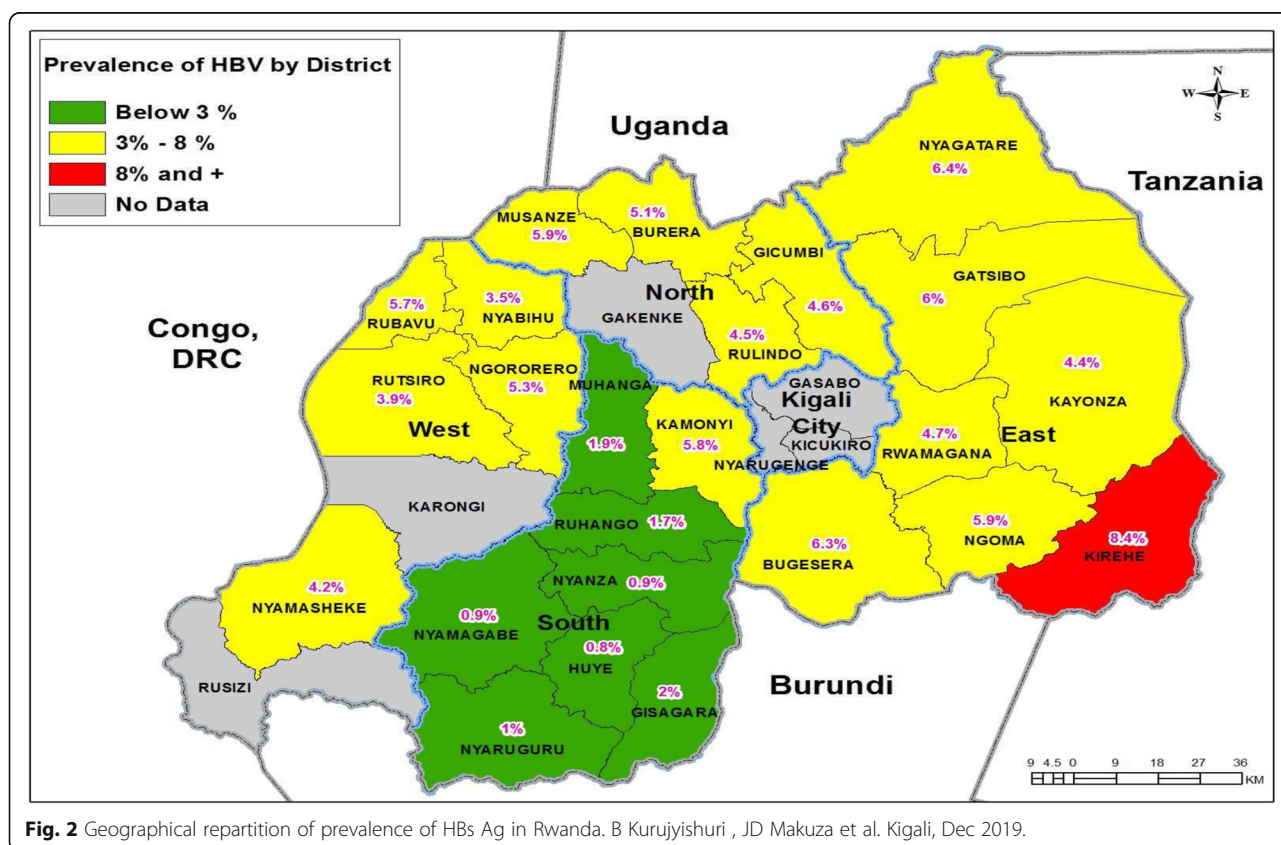 Prevalence of HBV by District
Below 3 %
3% - 8 %
8% and +
No Data
N
W
E
S
Uganda
Tanzania
Congo,
DRC
Burundi
NYAGATARE
6.4%
MUSANZE
5.9%
5.1%
BURERA
GICUMBI
4.6%
GATSIBO
6%
North
GAKENKE
5.7%
RUBAVU
3.5%
NYABIHU
4.5%
RULINDO
4.4%
KAYONZA
RUTSIRO
3.9%
NGORORERO
5.3%
MUHANGA
1.9%
GASABO
Kigali
City
KICUKIRO
NYARUGENGE
West
KAMONYI
5.8%
4.7%
RWAMAGANA
East
KARONGI
RUHANGO
1.7%
6.3%
BUGESERA
5.9%
NGOMA
8.4%
KIREHE
4.2%
NYAMASHEKE
NYANZA
0.9%
0.9%
NYAMAGABE
South
0.8%
HUYE
RUSIZI
2%
GISAGARA
1%
NYARUGURU
9 4.5 0 9 18 27 36
KM
Fig. 2 Geographical repartition of prevalence of HBs Ag in Rwanda. B Kurujyishuri , JD Makuza et al. Kigali, Dec 2019.